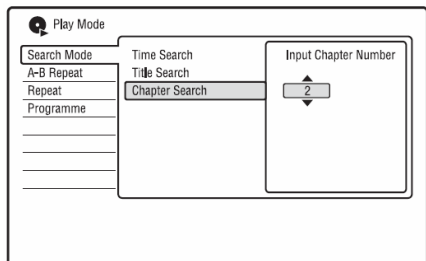 Play Mode
Search Mode
A-B Repeat
Repeat
Programme
Time Search
Title Search
Chapter Search
Input Chapter Number
2